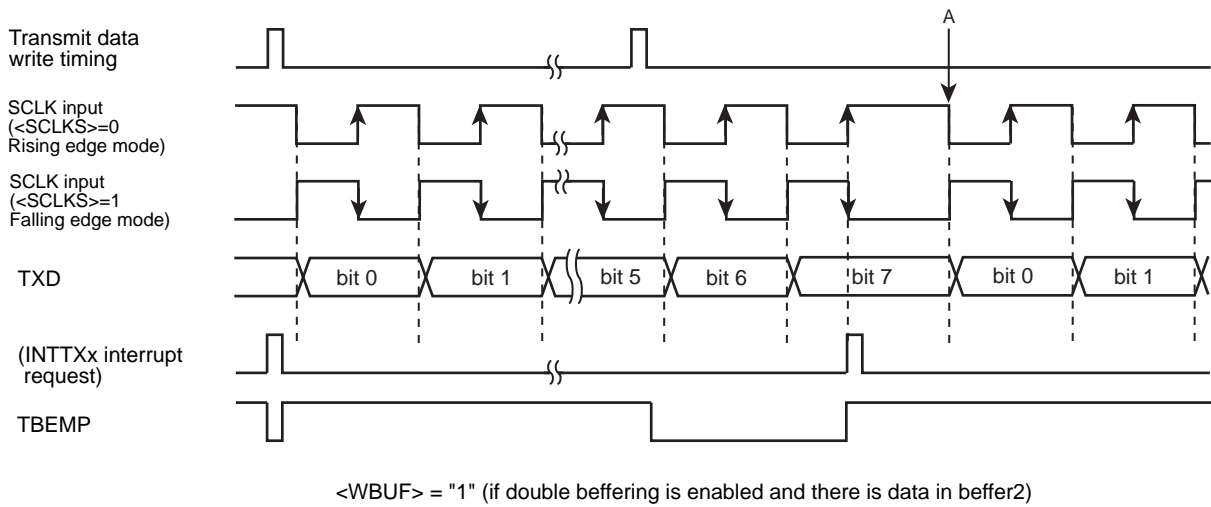 A
Transmit data
write timing
SCLK input
(<SCLKS>=0
Rising edge mode)
SCLK input
(<SCLKS>=1
Falling edge mode)
TXD
bit 0
bit 1
bit 5
bit 6
bit 7
bit 0
bit 1
(INTTXx interrupt
request)
TBEMP
<WBUF> = "1" (if double beffering is enabled and there is data in beffer2)